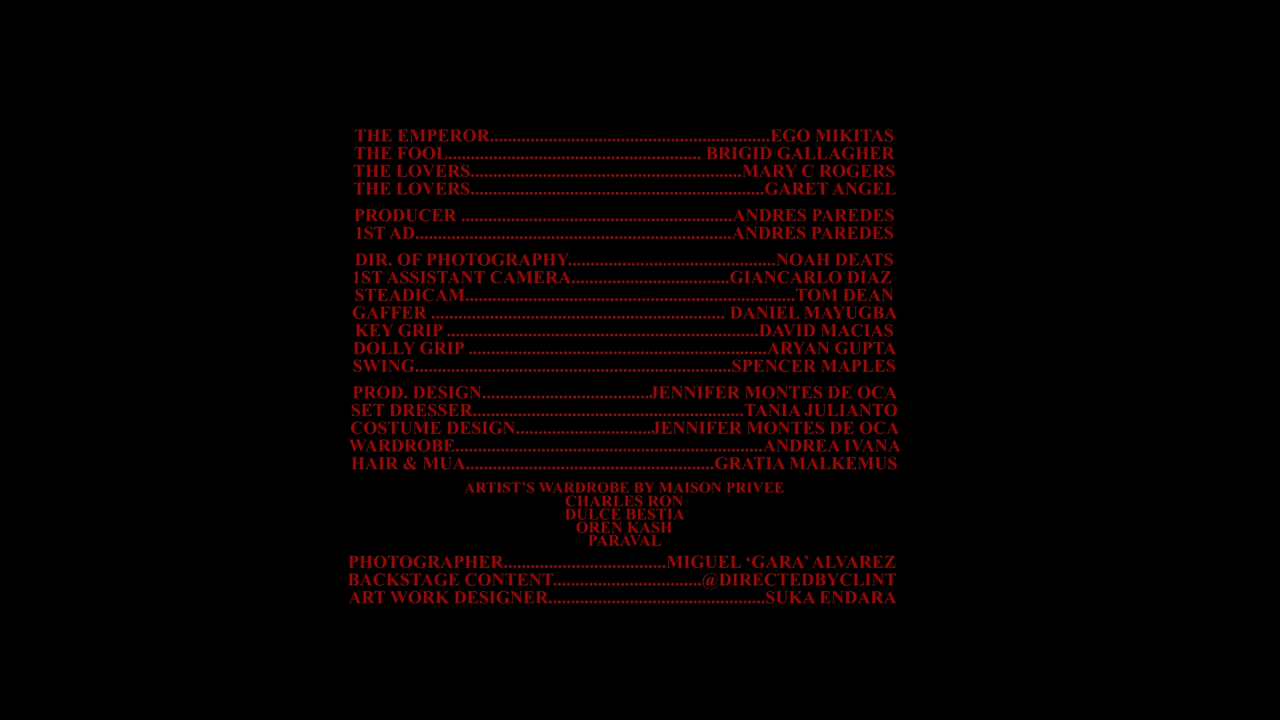 THE EMPEROR..............................................................EGO MIKITAS
THE FOOL........................................................ BRIGID GALLAGHER
THE LOVERS............................................................MARY C ROGERS
THE LOVERS.................................................................GARET ANGEL
PRODUCER ............................................................ANDRES PAREDES
1ST AD......................................................................ANDRES PAREDES
DIR. OF PHOTOGRAPHY..............................................NOAH DEATS
1ST ASSISTANT CAMERA...................................GIANCARLO DIAZ
STEADICAM.........................................................................TOM DEAN
GAFFER ................................................................. DANIEL MAYUGBA
KEY GRIP .....................................................................DAVID MACIAS
DOLLY GRIP ..................................................................ARYAN GUPTA
SWING......................................................................SPENCER MAPLES
PROD. DESIGN.....................................JENNIFER MONTES DE OCA
SET DRESSER............................................................TANIA JULIANTO
COSTUME DESIGN..............................JENNIFER MONTES DE OCA
WARDROBE....................................................................ANDREA IVANA
HAIR & MUA.......................................................GRATIA MALKEMUS
ARTIST'S WARDROBE BY MAISON PRIVEE
CHARLES RON
DULCE BESTIA
OREN KASH
PARAVAL
PHOTOGRAPHER....................................MIGUEL ‘GARA’ ALVAREZ
BACKSTAGE CONTENT.................................@DIRECTEDBYCLINT
ART WORK DESIGNER................................................SUKA ENDARA